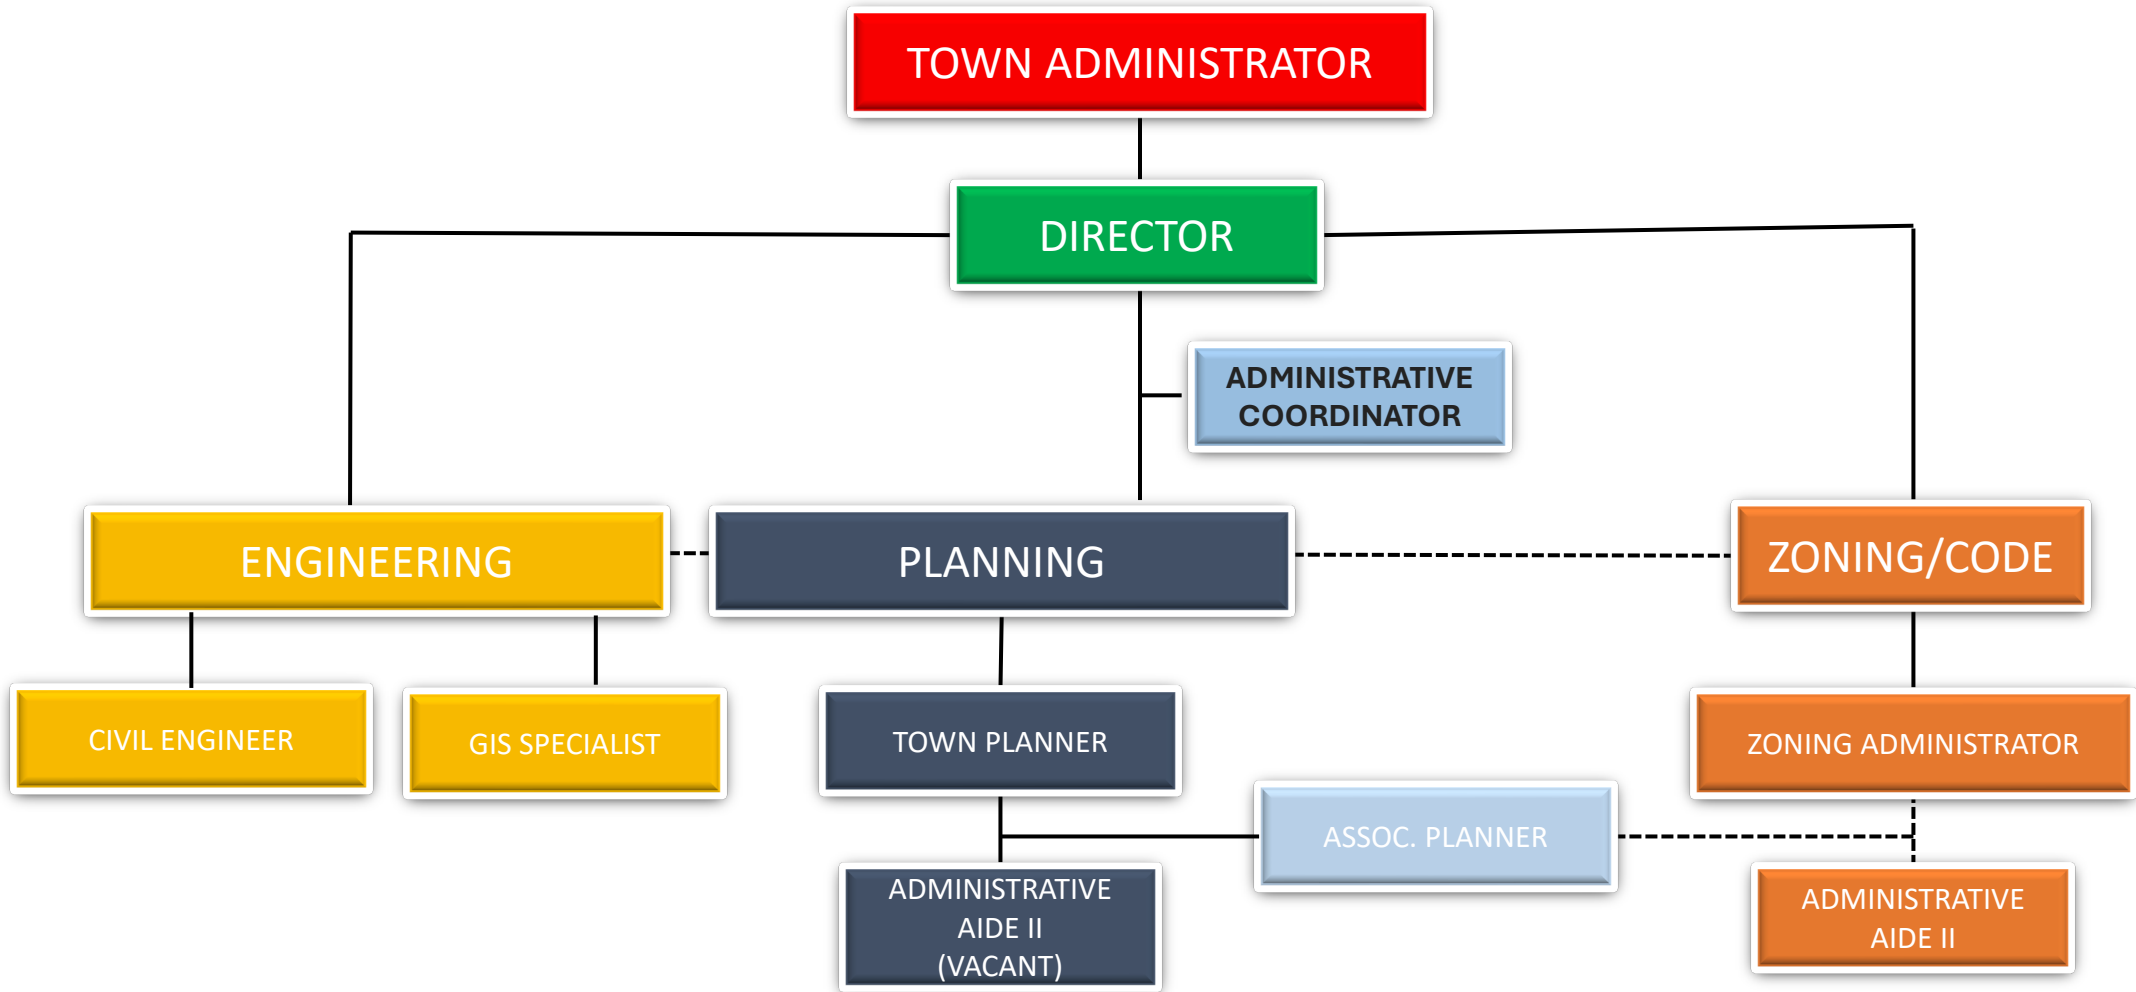 TOWN ADMINISTRATOR
DIRECTOR
ADMINISTRATIVE
COORDINATOR
ENGINEERING
PLANNING
ZONING/CODE
CIVIL ENGINEER
GIS SPECIALIST
TOWN PLANNER
ZONING ADMINISTRATOR
ASSOC. PLANNER
ADMINISTRATIVE
AIDE II
(VACANT)
ADMINISTRATIVE
AIDE II